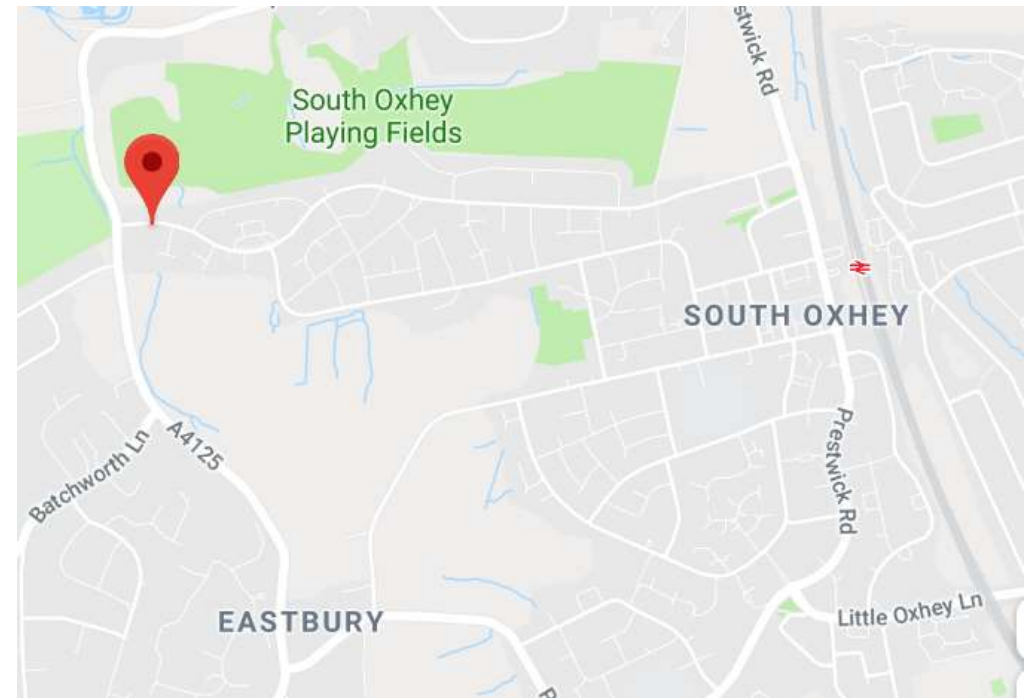 stwick Rd
South Oxhey
Playing Fields
SOUTH OXHEY
Batchworth Ln
A4125
Prestwick Rd
EASTBURY
Little Oxhey Ln